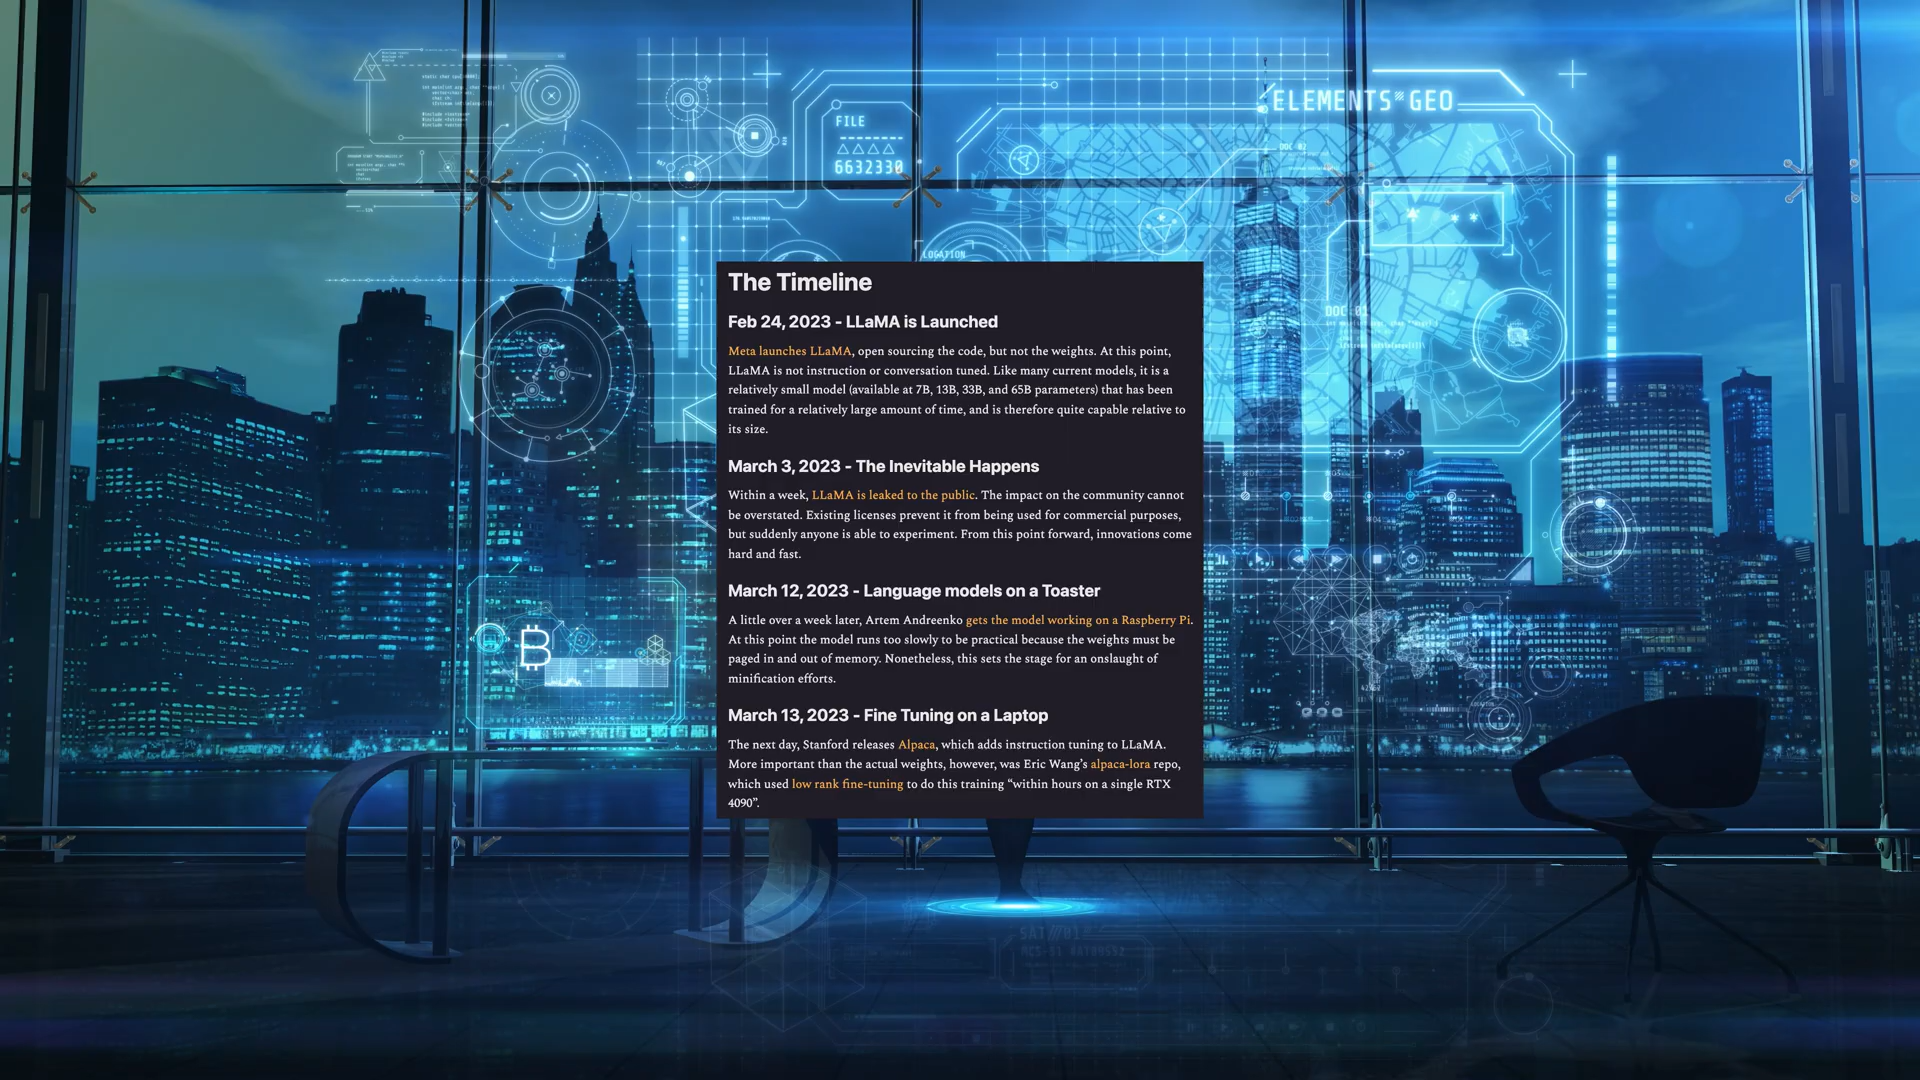 ELEMENTS GEO
FILE
6632330
DOC-02
LOCATION
DOC-01
The Timeline
Feb 24, 2023 - LLaMA is Launched
Meta launches LLaMA, open sourcing the code, but not the weights. At this point,
LLaMA is not instruction or conversation tuned. Like many current models, it is a
relatively small model (available at 7B, 13B, 33B, and 65B parameters) that has been
trained for a relatively large amount of time, and is therefore quite capable relative to
its size.
March 3, 2023 - The Inevitable Happens
Within a week, LLaMA is leaked to the public. The impact on the community cannot
be overstated. Existing licenses prevent it from being used for commercial purposes,
but suddenly anyone is able to experiment. From this point forward, innovations come
hard and fast.
March 12, 2023 - Language models on a Toaster
A little over a week later, Artem Andreenko gets the model working on a Raspberry Pi.
At this point the model runs too slowly to be practical because the weights must be
paged in and out of memory. Nonetheless, this sets the stage for an onslaught of
minification efforts.
March 13, 2023 - Fine Tuning on a Laptop
The next day, Stanford releases Alpaca, which adds instruction tuning to LLaMA.
More important than the actual weights, however, was Eric Wang’s alpaca-lora repo,
which used low rank fine-tuning to do this training “within hours on a single RTX
4090”.